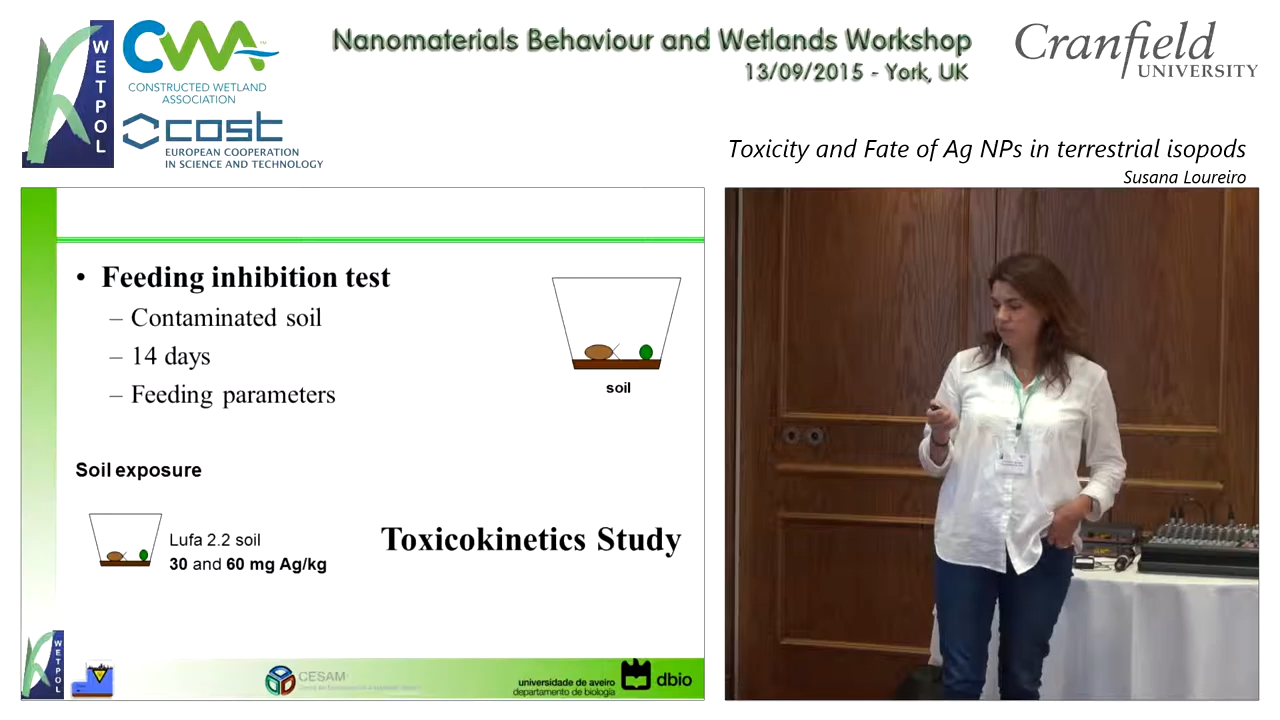 WETPOL
CWA
CONSTRUCTED WETLAND
ASSOCIATION
cost
EUROPEAN COOPERATION
IN SCIENCE AND TECHNOLOGY
Nanomaterials Behaviour and Wetlands Workshop
13/09/2015 - York, UK
Cranfield
UNIVERSITY
Toxicity and Fate of Ag NPs in terrestrial isopods
Susana Loureiro
• Feeding inhibition test
– Contaminated soil
– 14 days
– Feeding parameters
soil
Soil exposure
Lufa 2.2 soil
30 and 60 mg Ag/kg
Toxicokinetics Study
WETPOL
CESAM
universidade de aveiro
departamento de biologia
dbio